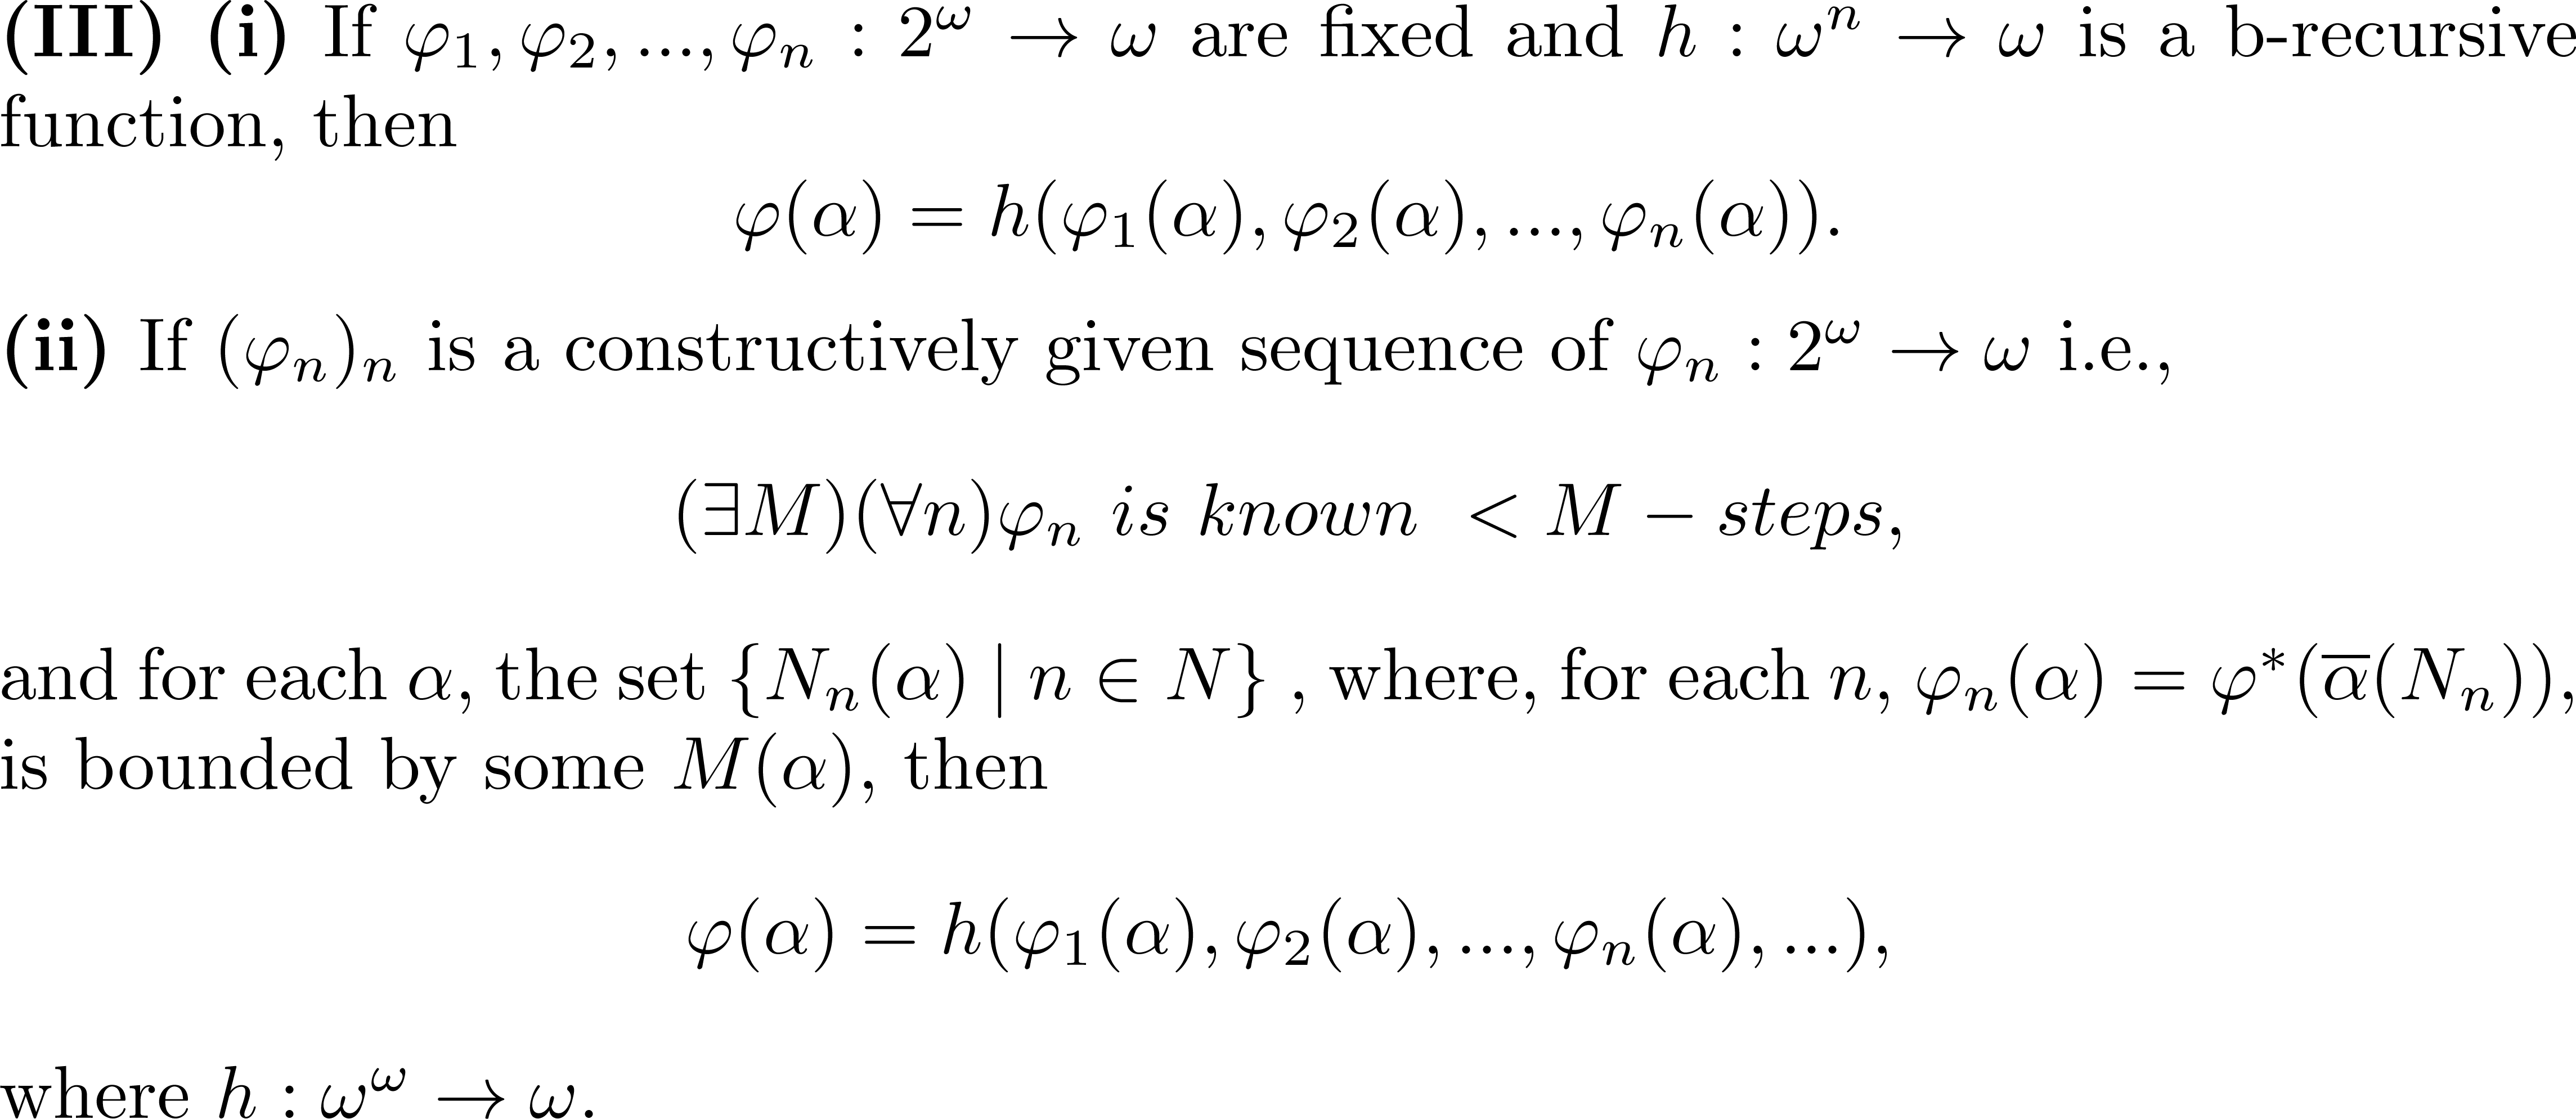 (III) (i) If φ₁, φ₂, ..., φₙ : 2^ω → ω are fixed and h : ωⁿ → ω is a b-recursive
function, then
φ(α) = h(φ₁(α), φ₂(α), ..., φₙ(α)).
(ii) If (φₙ)ₙ is a constructively given sequence of φₙ : 2^ω → ω i.e.,
(∃M)(∀n)φₙ is known < M − steps,
and for each α, the set {Nₙ(α) | n ∈ N} , where, for each n, φₙ(α) = φ*(α̅(Nₙ)),
is bounded by some M(α), then
φ(α) = h(φ₁(α), φ₂(α), ..., φₙ(α), ...),
where h : ω^ω → ω.